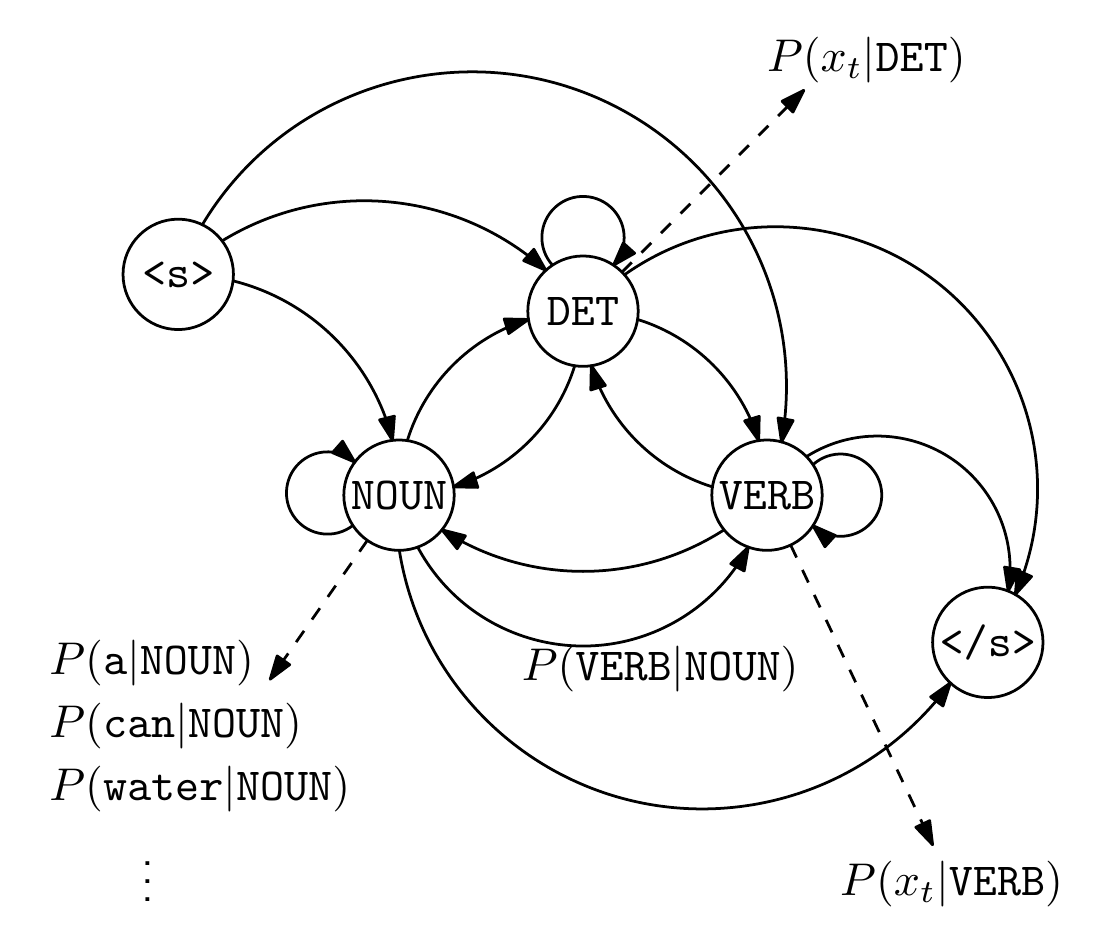 P(x_t|DET)
<s>
DET
NOUN
VERB
</s>
P(a|NOUN)
P(VERB|NOUN)
P(can|NOUN)
P(water|NOUN)
⋮
P(x_t|VERB)